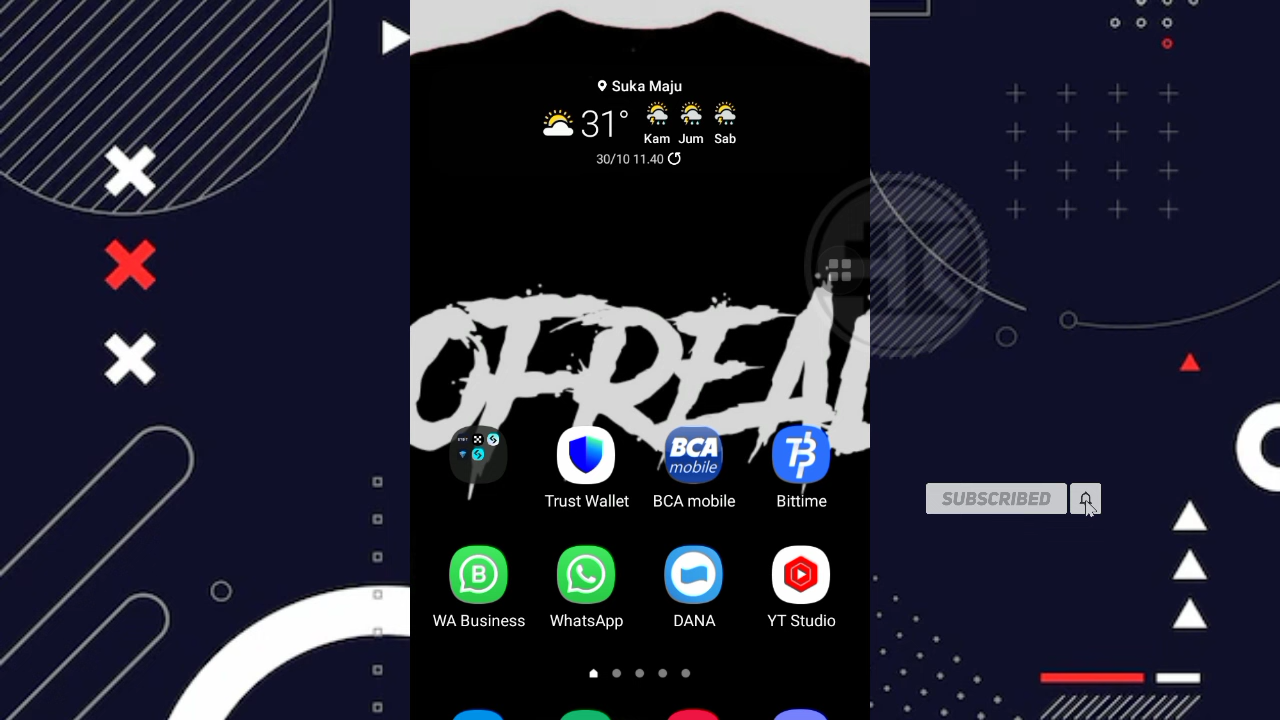 Suka Maju
31°
Kam Jum Sab
30/10 11.40
OFREAL
Trust Wallet
BCA mobile
BCA mobile
Bittime
B
WA Business
WhatsApp
DANA
YT Studio
SUBSCRIBED